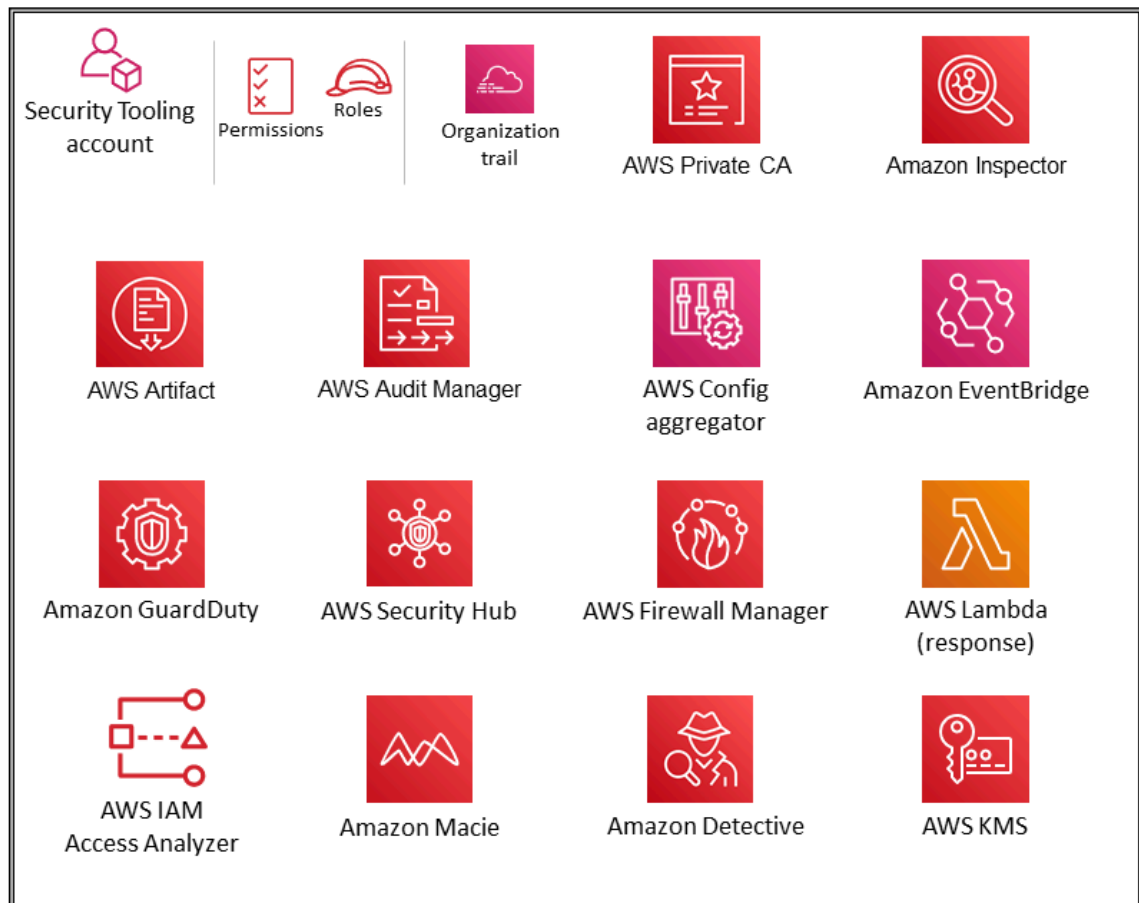 Security Tooling
account
Permissions
Roles
Organization
trail
AWS Private CA
Amazon Inspector
AWS Artifact
AWS Audit Manager
AWS Config
aggregator
Amazon EventBridge
Amazon GuardDuty
AWS Security Hub
AWS Firewall Manager
AWS Lambda
(response)
AWS IAM
Access Analyzer
Amazon Macie
Amazon Detective
AWS KMS